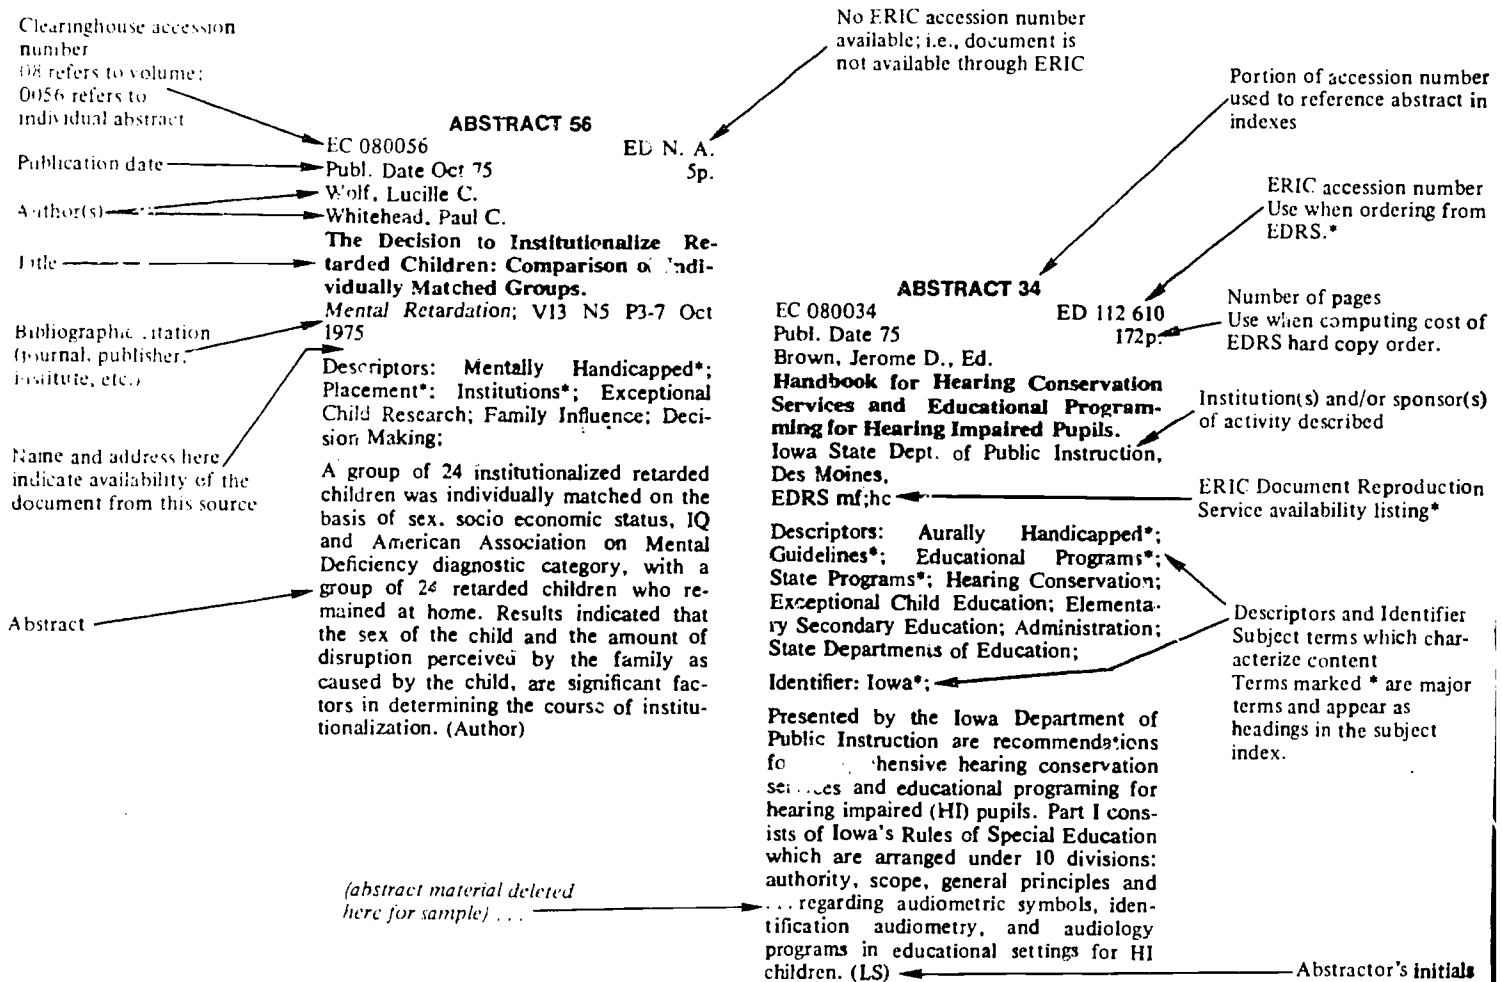 Clearinghouse accession
number
08 refers to volume;
0056 refers to
individual abstract
Publication date
Author(s)
Title
Bibliographic
(journal, publisher,
institute, etc.)
Name and address here
indicate availability of the
document from this source
Abstract
No ERIC accession number
available; i.e., document is
not available through ERIC
ABSTRACT 56
EC 080056 ED N. A.
Publ. Date Oct 75 5p.
Wolf, Lucille C.
Whitehead, Paul C.
The Decision to Institutionalize Re-
tarded Children: Comparison of Indi-
vidually Matched Groups.
Mental Retardation; V13 N5 P3-7 Oct
1975
Descriptors: Mentally Handicapped*;
Placement*; Institutions*; Exceptional
Child Research; Family Influence; Deci-
sion Making;
A group of 24 institutionalized retarded
children was individually matched on the
basis of sex. socio economic status, IQ
and American Association on Mental
Deficiency diagnostic category, with a
group of 24 retarded children who re-
mained at home. Results indicated that
the sex of the child and the amount of
disruption perceived by the family as
caused by the child, are significant fac-
tors in determining the course of institu-
tionalization. (Author)
(abstract material deleted
here for sample) . . .
Portion of accession number
used to reference abstract in
indexes
ERIC accession number
Use when ordering from
EDRS.*
Number of pages
Use when computing cost of
EDRS hard copy order.
Institution(s) and/or sponsor(s)
of activity described
ERIC Document Reproduction
Service availability listing*
Descriptors and Identifier
Subject terms which char-
acterize content
Terms marked * are major
terms and appear as
headings in the subject
index.
ABSTRACT 34
EC 080034 ED 112 610
Publ. Date 75 172p.
Brown, Jerome D., Ed.
Handbook for Hearing Conservation
Services and Educational Program-
ming for Hearing Impaired Pupils.
Iowa State Dept. of Public Instruction,
Des Moines.
EDRS mf;hc
Descriptors: Aurally Handicapped*;
Guidelines*; Educational Programs*;
State Programs*; Hearing Conservation;
Exceptional Child Education; Elementa-
ry Secondary Education; Administration;
State Departments of Education;
Identifier: Iowa*;
Presented by the Iowa Department of
Public Instruction are recommendations
hensive hearing conservation
and educational programing for
hearing impaired (HI) pupils. Part I cons-
ists of Iowa's Rules of Special Education
which are arranged under 10 divisions:
authority, scope, general principles and
. . . regarding audiometric symbols, iden-
tification audiometry, and audiology
programs in educational settings for HI
children. (LS)
Abstractor's initials